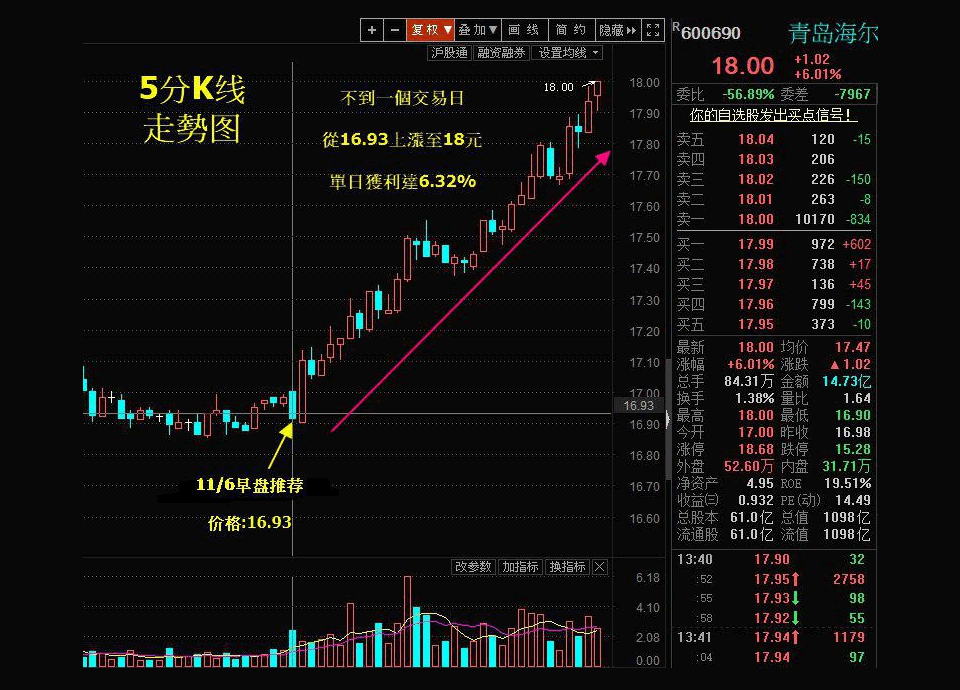 + − 复权▼ 叠加▼ 画线 简约 隐藏
沪股通 融资融券 设置均线
5分K线
走勢图
不到一個交易日
從16.93上漲至18元
單日獲利達6.32%
18.00
11/6早盘推荐
价格:16.93
18.00
17.90
17.80
17.70
17.60
17.50
17.40
17.30
17.20
17.10
17.00
16.93
16.90
16.80
16.70
16.60
改参数 加指标 换指标
6.18
4.10
2.08
0.00
R600690 青岛海尔
18.00 +1.02
+6.01%
委比 -56.89% 委差 -7967
你的自选股发出买点信号！
卖五 18.04 120 -15
卖四 18.03 206
卖三 18.02 226 -150
卖二 18.01 263 -8
卖一 18.00 10170 -834
买一 17.99 972 +602
买二 17.98 738 +17
买三 17.97 136 +45
买四 17.96 799 -143
买五 17.95 373 -10
最新 18.00 均价 17.47
涨幅 +6.01% 涨跌 ▲1.02
总手 84.31万 金额 14.73亿
换手 1.38% 量比 1.64
最高 18.00 最低 16.90
今开 17.00 昨收 16.98
涨停 18.68 跌停 15.28
外盘 52.60万 内盘 31.71万
净资产 4.95 ROE 19.51%
收益㈢ 0.932 PE(动) 14.49
总股本 61.0亿 总值 1098亿
流通股 61.0亿 流值 1098亿
13:40 17.90 32
:52 17.95↑ 2758
:55 17.93↓ 98
:58 17.92↓ 55
13:41 17.94↑ 1179
:04 17.94 97